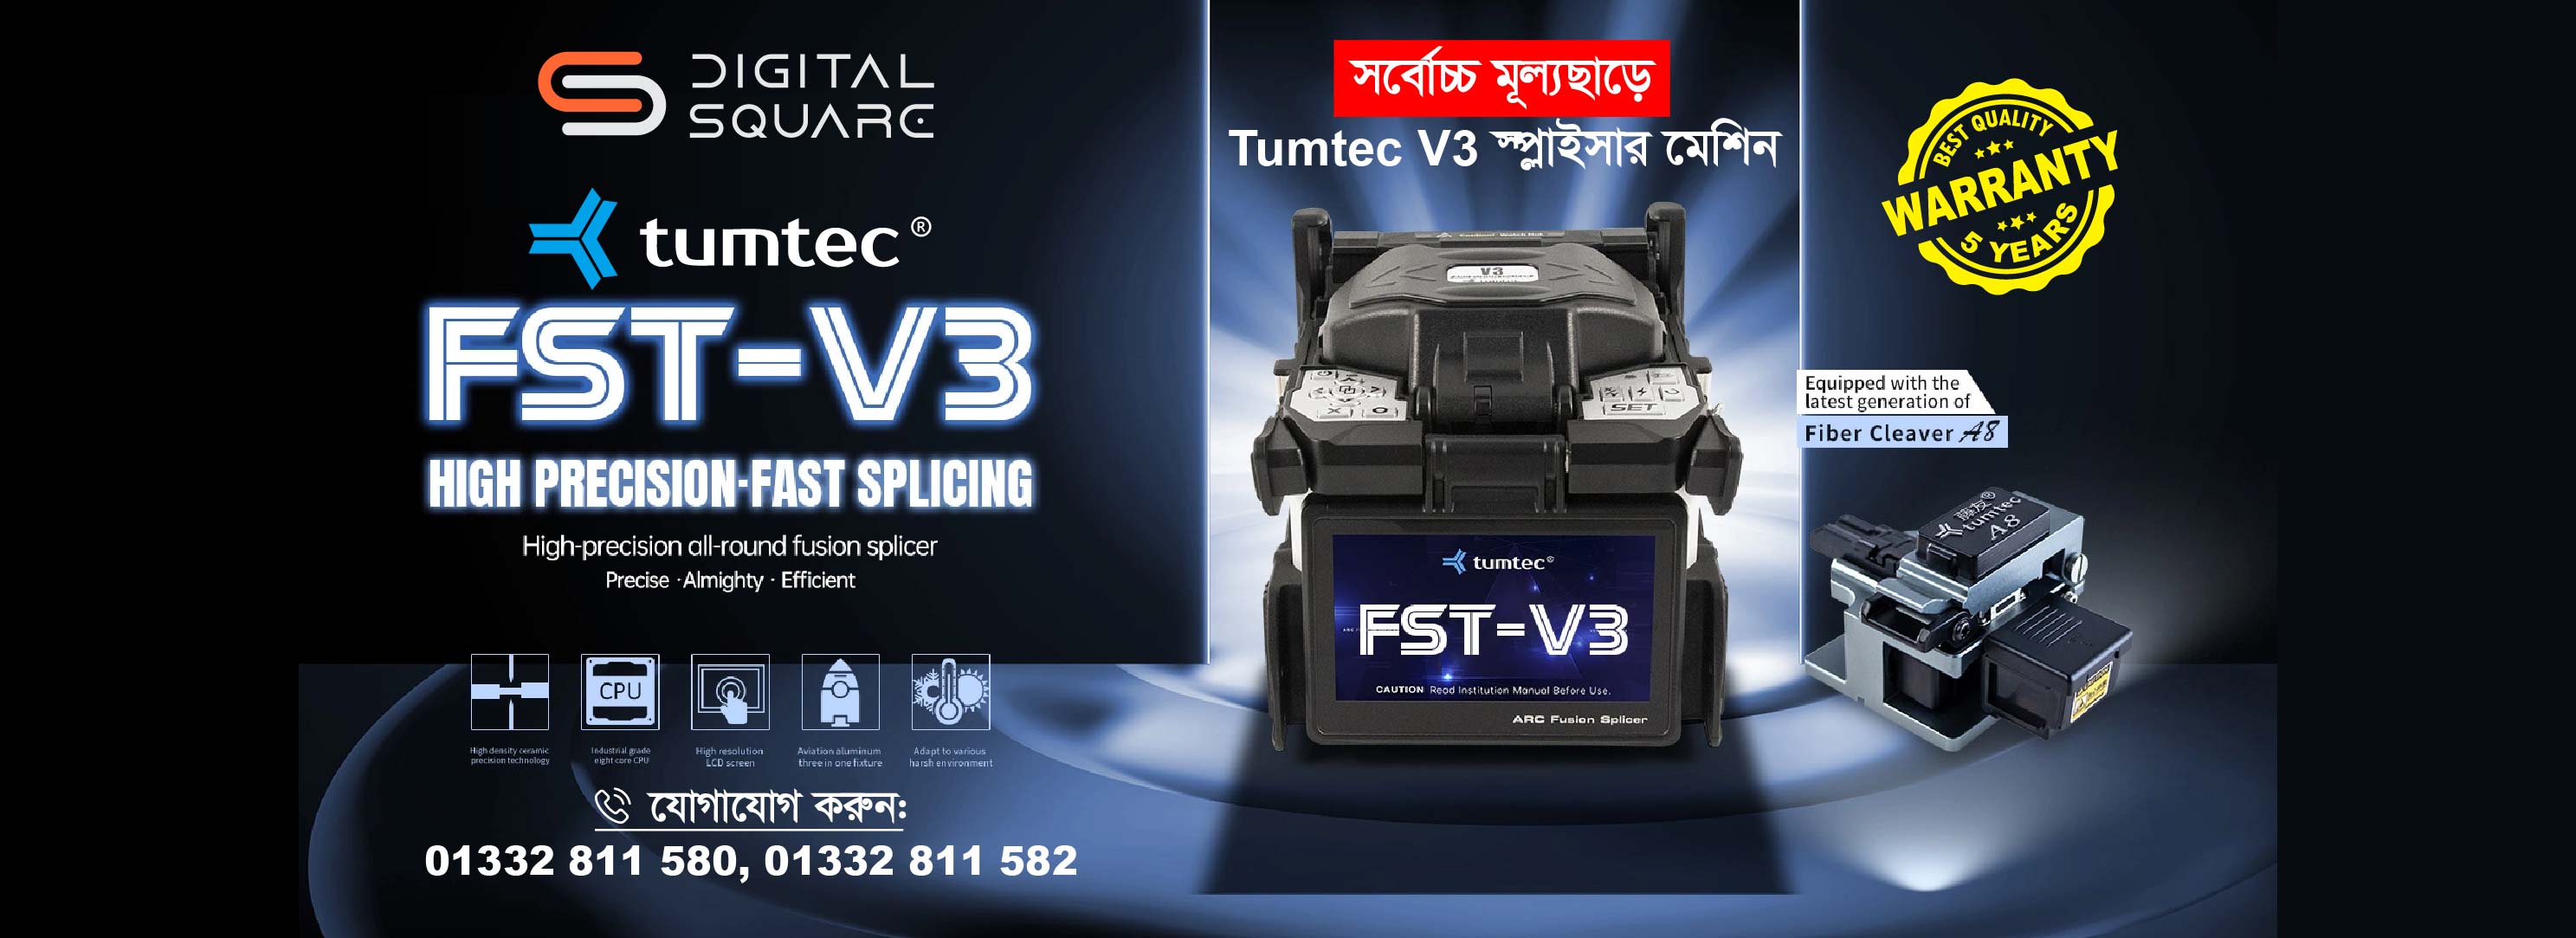 DIGITAL
SQUARE
tumtec®
FST-V3
HIGH PRECISION·FAST SPLICING
High-precision all-round fusion splicer
Precise · Almighty · Efficient
CPU
High density ceramic
precision technology
Industrial grade
eight core CPU
High resolution
LCD screen
Aviation aluminum
three in one fixture
Adapt to various
harsh environment
যোগাযোগ করুন:
01332 811 580, 01332 811 582
সর্বোচ্চ মূল্যছাড়ে
Tumtec V3 স্প্লাইসার মেশিন
V3
SET
tumtec®
FST-V3
CAUTION Read Institution Manual Before Use.
ARC Fusion Splicer
BEST QUALITY
WARRANTY
5 YEARS
Equipped with the
latest generation of
Fiber Cleaver A8
tumtec
A8